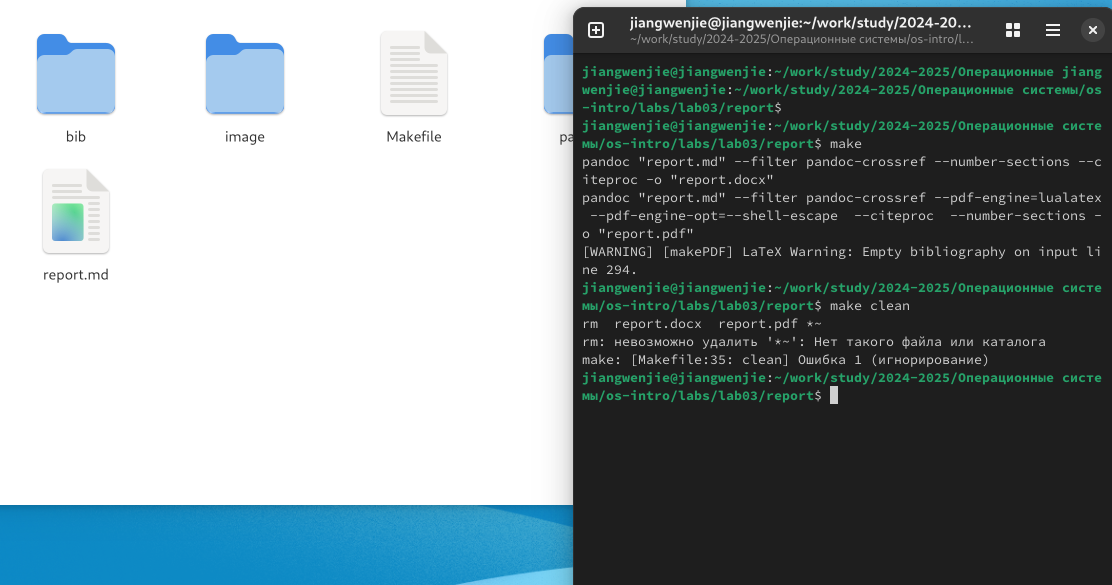 bib
image
Makefile
pa
report.md
jiangwenjie@jiangwenjie:~/work/study/2024-20...
~/work/study/2024-2025/Операционные системы/os-intro/l...
jiangwenjie@jiangwenjie:~/work/study/2024-2025/Операционные jiang
wenjie@jiangwenjie:~/work/study/2024-2025/Операционные системы/os
-intro/labs/lab03/report$
jiangwenjie@jiangwenjie:~/work/study/2024-2025/Операционные систе
мы/os-intro/labs/lab03/report$ make
pandoc "report.md" --filter pandoc-crossref --number-sections --c
iteproc -o "report.docx"
pandoc "report.md" --filter pandoc-crossref --pdf-engine=lualatex
 --pdf-engine-opt=--shell-escape  --citeproc  --number-sections -
o "report.pdf"
[WARNING] [makePDF] LaTeX Warning: Empty bibliography on input li
ne 294.
jiangwenjie@jiangwenjie:~/work/study/2024-2025/Операционные систе
мы/os-intro/labs/lab03/report$ make clean
rm  report.docx  report.pdf *~
rm: невозможно удалить '*~': Нет такого файла или каталога
make: [Makefile:35: clean] Ошибка 1 (игнорирование)
jiangwenjie@jiangwenjie:~/work/study/2024-2025/Операционные систе
мы/os-intro/labs/lab03/report$